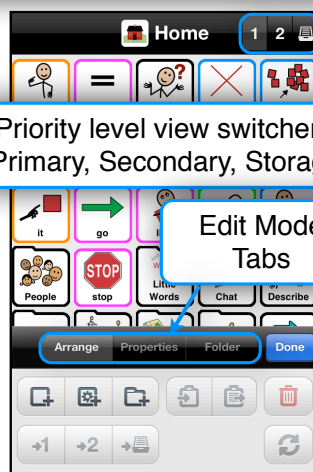 Home
1 2
=
?
Priority level view switcher
Primary, Secondary, Storag
it go
Edit Mode
Tabs
STOP
People stop Little Words Chat Describe
Arrange Properties Folder Done
→1 →2